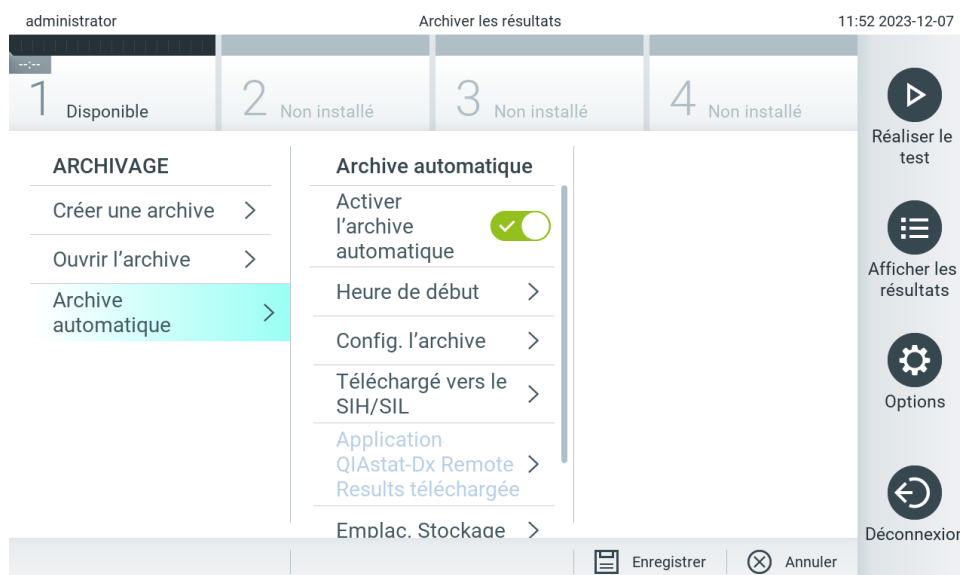 administrator
Archiver les résultats
11:52 2023-12-07
--:--
1 Disponible
2 Non installé
3 Non installé
4 Non installé
ARCHIVAGE
Créer une archive
Ouvrir l'archive
Archive
automatique
Archive automatique
Activer
l'archive
automatique
Heure de début
Config. l'archive
Téléchargé vers le
SIH/SIL
Application
QIAstat-Dx Remote
Results téléchargée
Emplac. Stockage
Réaliser le
test
Afficher les
résultats
Options
Déconnexion
Enregistrer
Annuler